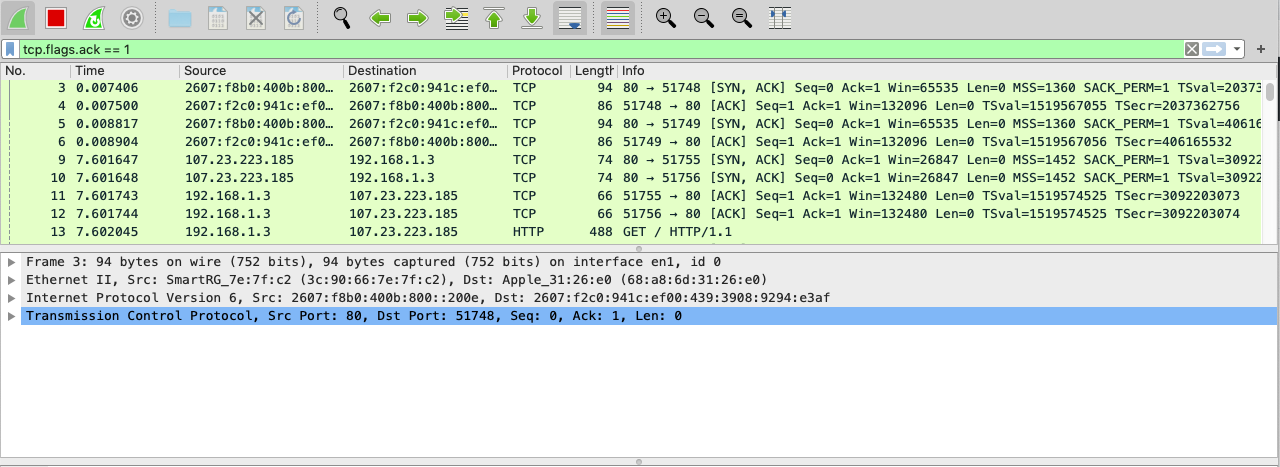 tcp.flags.ack == 1
No. Time Source Destination Protocol Length Info
3 0.007406 2607:f8b0:400b:800… 2607:f2c0:941c:ef0… TCP 94 80 → 51748 [SYN, ACK] Seq=0 Ack=1 Win=65535 Len=0 MSS=1360 SACK_PERM=1 TSval=20373
4 0.007500 2607:f2c0:941c:ef0… 2607:f8b0:400b:800… TCP 86 51748 → 80 [ACK] Seq=1 Ack=1 Win=132096 Len=0 TSval=1519567055 TSecr=2037362756
5 0.008817 2607:f8b0:400b:800… 2607:f2c0:941c:ef0… TCP 94 80 → 51749 [SYN, ACK] Seq=0 Ack=1 Win=65535 Len=0 MSS=1360 SACK_PERM=1 TSval=40616
6 0.008904 2607:f2c0:941c:ef0… 2607:f8b0:400b:800… TCP 86 51749 → 80 [ACK] Seq=1 Ack=1 Win=132096 Len=0 TSval=1519567056 TSecr=406165532
9 7.601647 107.23.223.185 192.168.1.3 TCP 74 80 → 51755 [SYN, ACK] Seq=0 Ack=1 Win=26847 Len=0 MSS=1452 SACK_PERM=1 TSval=30922
10 7.601648 107.23.223.185 192.168.1.3 TCP 74 80 → 51756 [SYN, ACK] Seq=0 Ack=1 Win=26847 Len=0 MSS=1452 SACK_PERM=1 TSval=30922
11 7.601743 192.168.1.3 107.23.223.185 TCP 66 51755 → 80 [ACK] Seq=1 Ack=1 Win=132480 Len=0 TSval=1519574525 TSecr=3092203073
12 7.601744 192.168.1.3 107.23.223.185 TCP 66 51756 → 80 [ACK] Seq=1 Ack=1 Win=132480 Len=0 TSval=1519574525 TSecr=3092203074
13 7.602045 192.168.1.3 107.23.223.185 HTTP 488 GET / HTTP/1.1
Frame 3: 94 bytes on wire (752 bits), 94 bytes captured (752 bits) on interface en1, id 0
Ethernet II, Src: SmartRG_7e:7f:c2 (3c:90:66:7e:7f:c2), Dst: Apple_31:26:e0 (68:a8:6d:31:26:e0)
Internet Protocol Version 6, Src: 2607:f8b0:400b:800::200e, Dst: 2607:f2c0:941c:ef00:439:3908:9294:e3af
Transmission Control Protocol, Src Port: 80, Dst Port: 51748, Seq: 0, Ack: 1, Len: 0